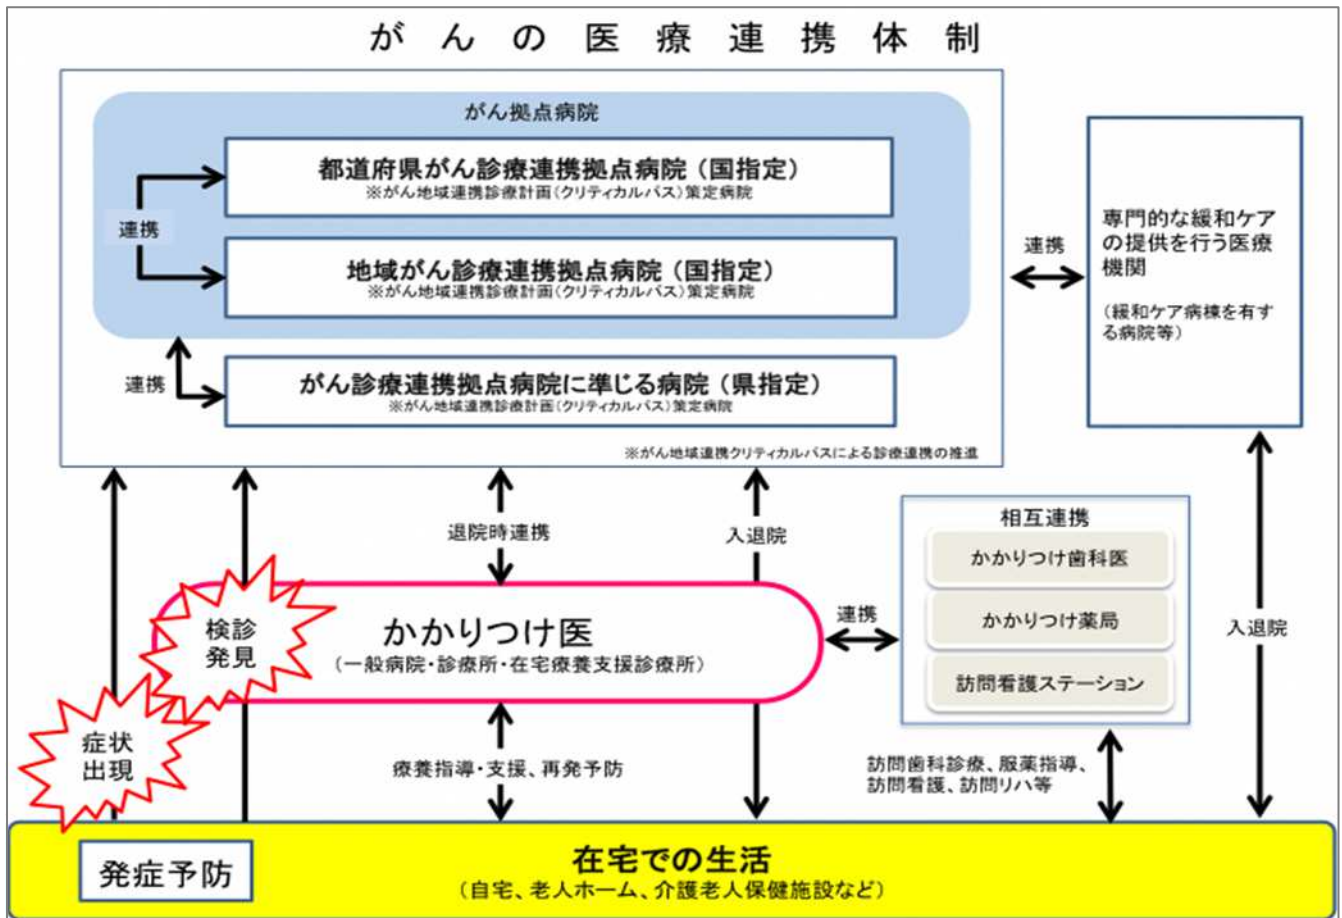 がんの医療連携体制
がん拠点病院
都道府県がん診療連携拠点病院（国指定）
※がん地域連携診療計画（クリティカルパス）策定病院
連携
地域がん診療連携拠点病院（国指定）
※がん地域連携診療計画（クリティカルパス）策定病院
連携
がん診療連携拠点病院に準じる病院（県指定）
※がん地域連携診療計画（クリティカルパス）策定病院
※がん地域連携クリティカルパスによる診療連携の推進
連携
専門的な緩和ケア
の提供を行う医療
機関
（緩和ケア病棟を有す
る病院等）
退院時連携
入退院
相互連携
かかりつけ歯科医
かかりつけ薬局
訪問看護ステーション
検診
発見
かかりつけ医
（一般病院・診療所・在宅療養支援診療所）
連携
入退院
症状
出現
療養指導・支援、再発予防
訪問歯科診療、服薬指導、
訪問看護、訪問リハ等
発症予防
在宅での生活
（自宅、老人ホーム、介護老人保健施設など）